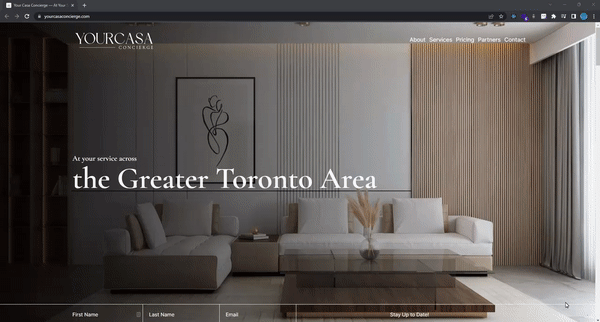 Your Casa Concierge — At Your
yourcasaconcierge.com
YOURCASA
CONCIERGE
About Services Pricing Partners Contact
At your service across
the Greater Toronto Area
First Name Last Name Email Stay Up to Date!